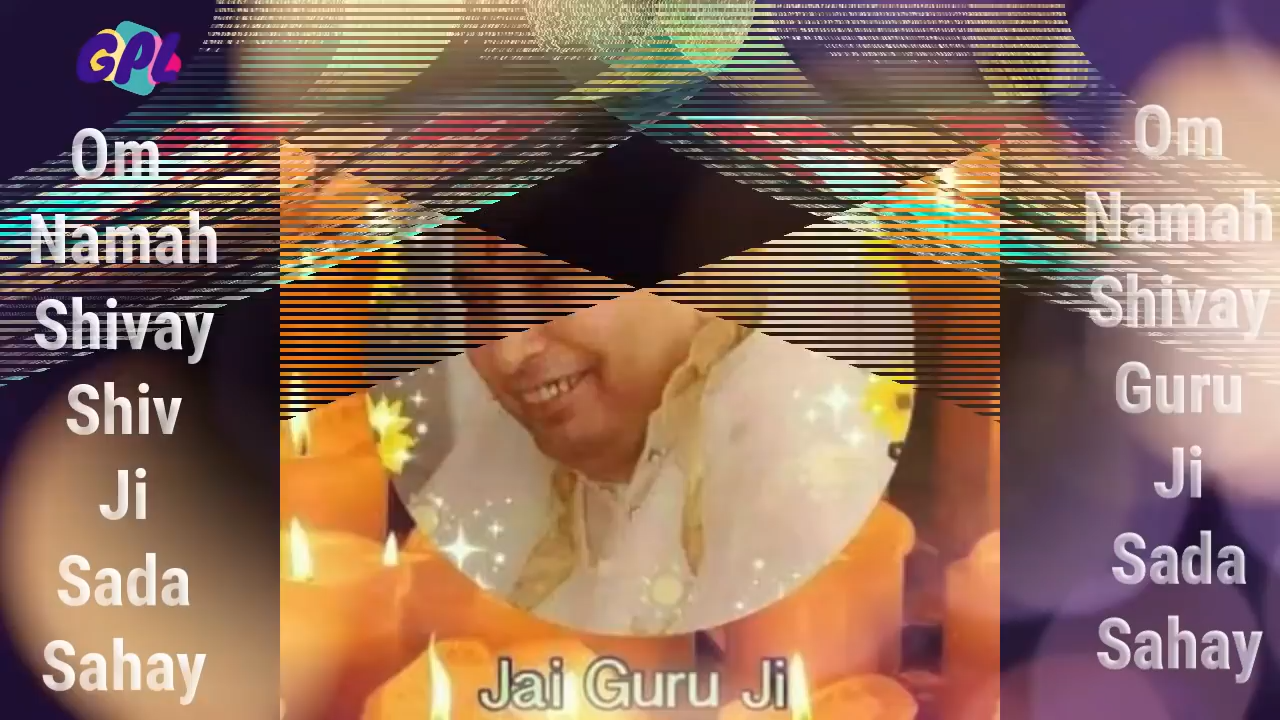 GPL
Om
Namah
Shivay
Shiv
Ji
Sada
Sahay
Om
Namah
Shivay
Guru
Ji
Sada
Sahay
Jai Guru Ji